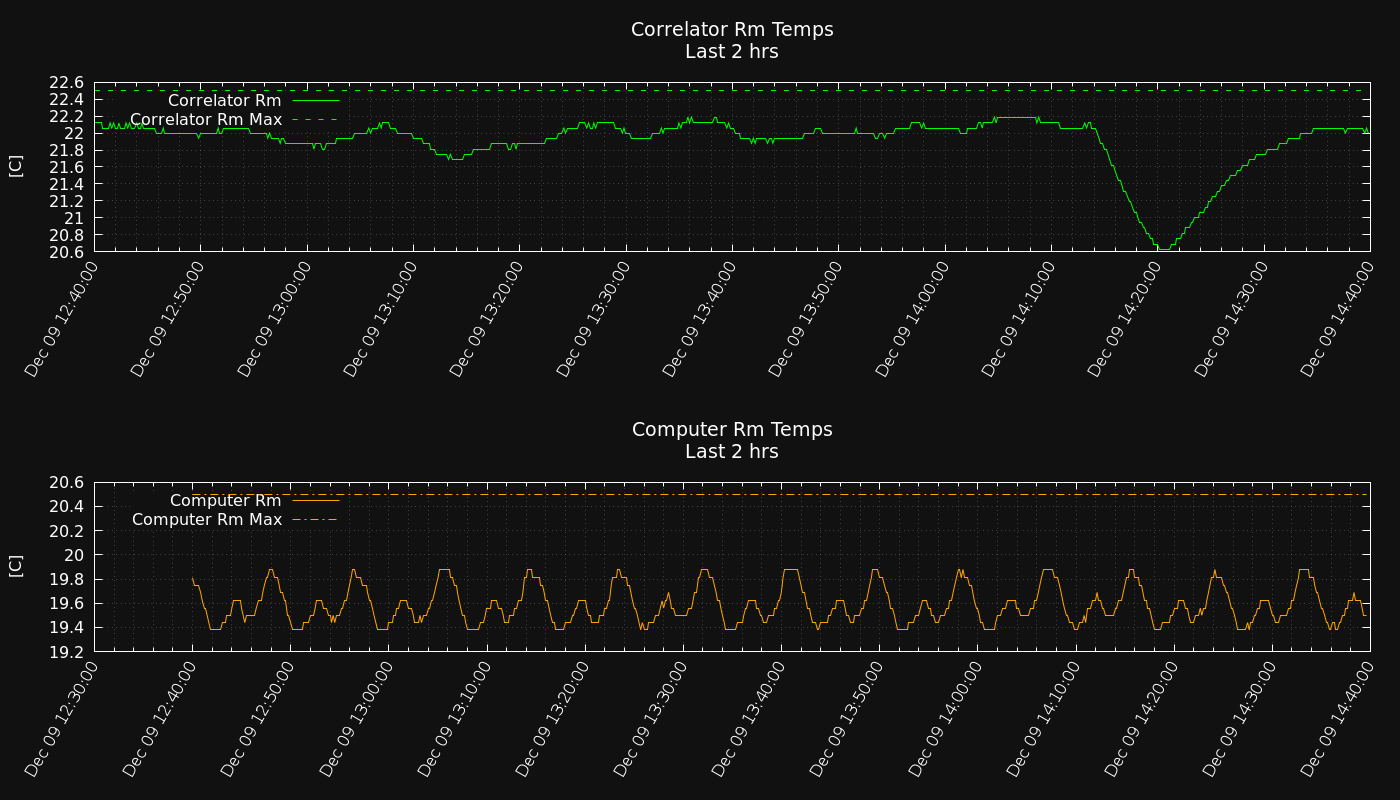 Correlator Rm Temps
Last 2 hrs
22.6
22.4
22.2
22
21.8
21.6
21.4
21.2
21
20.8
20.6
[C]
Correlator Rm
Correlator Rm Max
Dec 09 12:40:00
Dec 09 12:50:00
Dec 09 13:00:00
Dec 09 13:10:00
Dec 09 13:20:00
Dec 09 13:30:00
Dec 09 13:40:00
Dec 09 13:50:00
Dec 09 14:00:00
Dec 09 14:10:00
Dec 09 14:20:00
Dec 09 14:30:00
Dec 09 14:40:00
Computer Rm Temps
Last 2 hrs
20.6
20.4
20.2
20
19.8
19.6
19.4
19.2
[C]
Computer Rm
Computer Rm Max
Dec 09 12:30:00
Dec 09 12:40:00
Dec 09 12:50:00
Dec 09 13:00:00
Dec 09 13:10:00
Dec 09 13:20:00
Dec 09 13:30:00
Dec 09 13:40:00
Dec 09 13:50:00
Dec 09 14:00:00
Dec 09 14:10:00
Dec 09 14:20:00
Dec 09 14:30:00
Dec 09 14:40:00